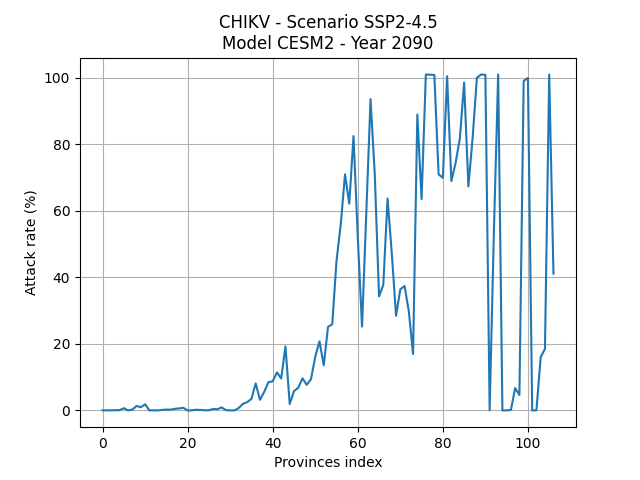 CHIKV - Scenario SSP2-4.5
Model CESM2 - Year 2090
100
80
60
40
20
0
Attack rate (%)
0 20 40 60 80 100
Provinces index